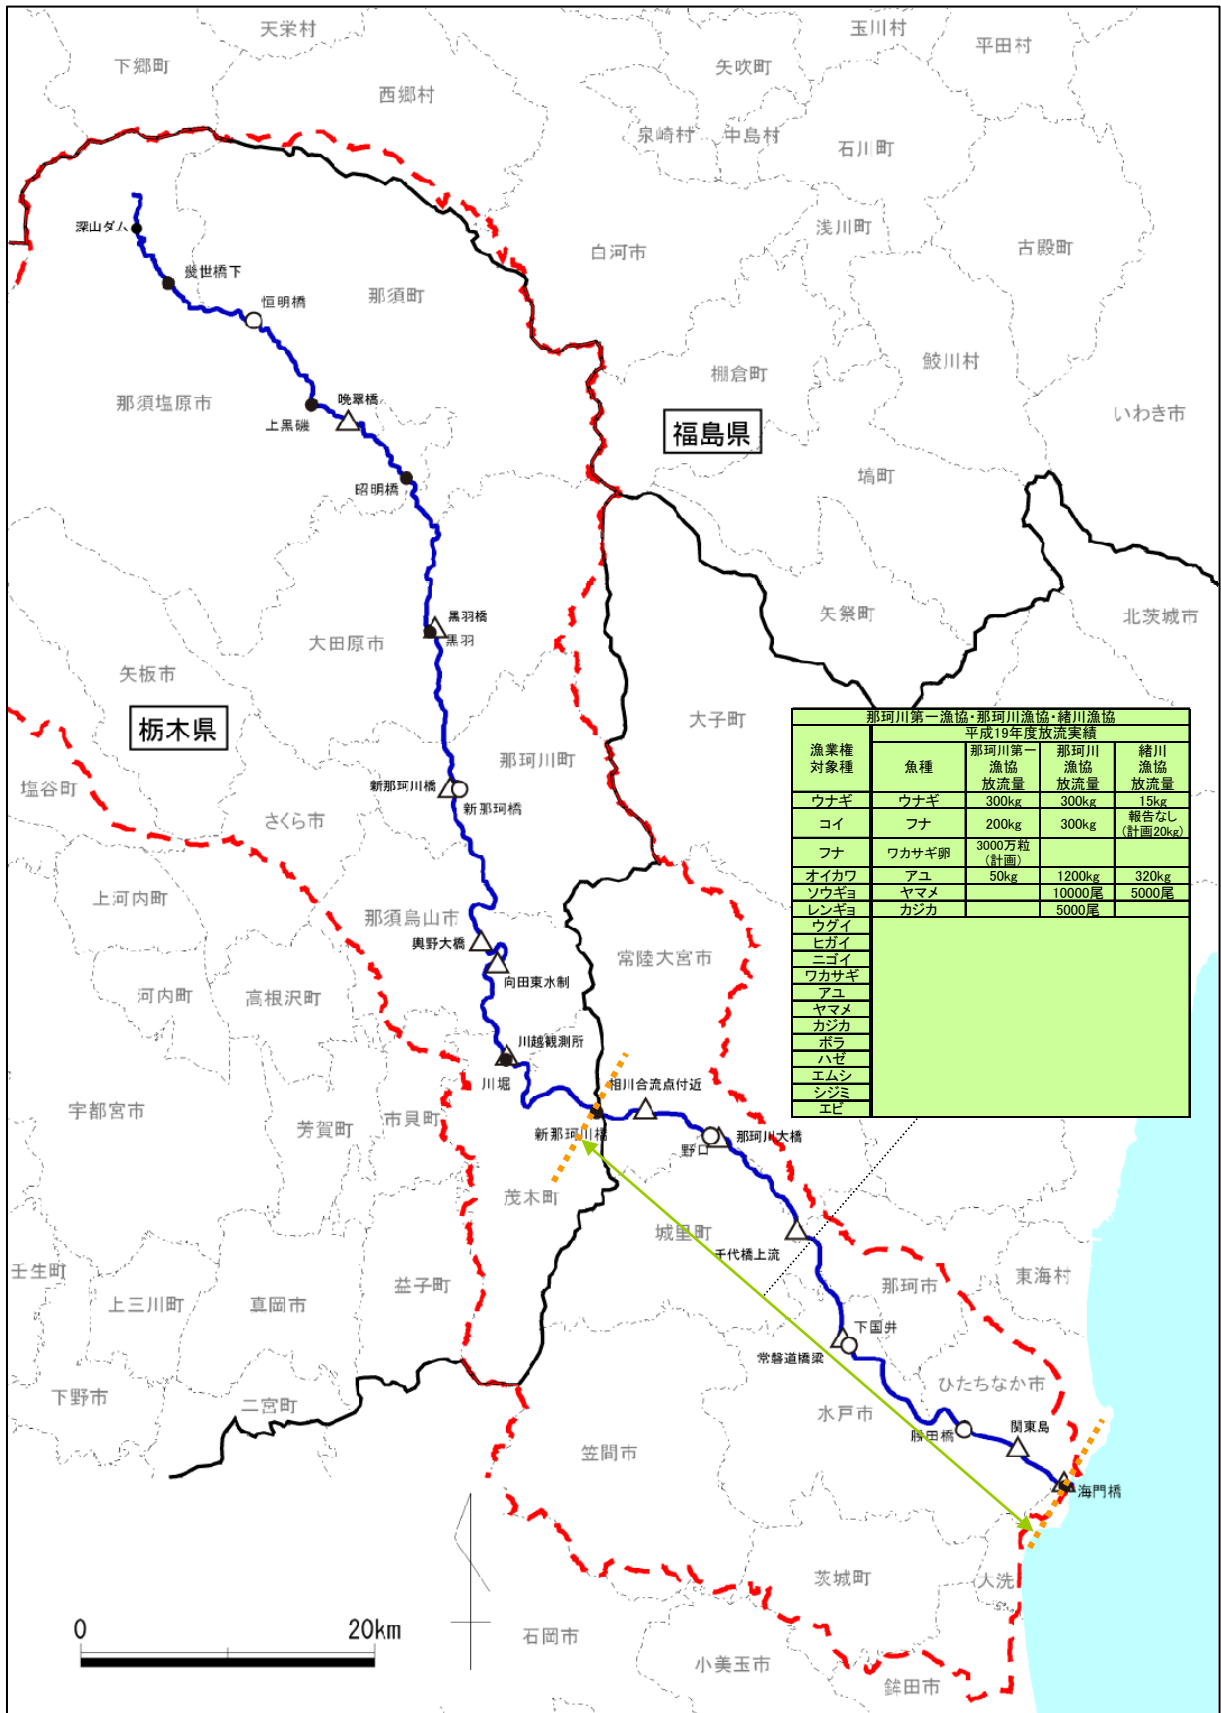 天栄村
玉川村
平田村
下郷町
矢吹町
西郷村
泉崎村
中島村
石川町
深山ダム
浅川町
古殿町
白河市
幾世橋下
那須町
恒明橋
鮫川村
棚倉町
那須塩原市
晩翠橋
いわき市
上黒磯
福島県
塙町
昭明橋
黒羽橋
矢祭町
北茨城市
大田原市
黒羽
矢板市
栃木県
大子町
那珂川町
塩谷町
新那珂川橋
新那珂橋
さくら市
那珂川第一漁協・那珂川漁協・緒川漁協
漁業権
対象種
平成19年度放流実績
魚種
那珂川第一
漁協
放流量
那珂川
漁協
放流量
緒川
漁協
放流量
ウナギ ウナギ 300kg 300kg 15kg
コイ フナ 200kg 300kg 報告なし
(計画20kg)
フナ ワカサギ卵 3000万粒
(計画)
オイカワ アユ 50kg 1200kg 320kg
ソウギョ ヤマメ 10000尾 5000尾
レンギョ カジカ 5000尾
ウグイ
ヒガイ
ニゴイ
ワカサギ
アユ
ヤマメ
カジカ
ボラ
ハゼ
エムシ
シジミ
エビ
上河内町
那須烏山市
興野大橋
常陸大宮市
向田東水制
河内町
高根沢町
川越観測所
川堀
相川合流点付近
宇都宮市
芳賀町
市貝町
新那珂川橋
野口
那珂川大橋
茂木町
城里町
千代橋上流
壬生町
上三川町
真岡市
益子町
那珂市
東海村
下国井
常磐道橋梁
下野市
二宮町
ひたちなか市
水戸市
勝田橋
関東島
笠間市
海門橋
茨城町
大洗
0 20km
石岡市
小美玉市
鉾田市